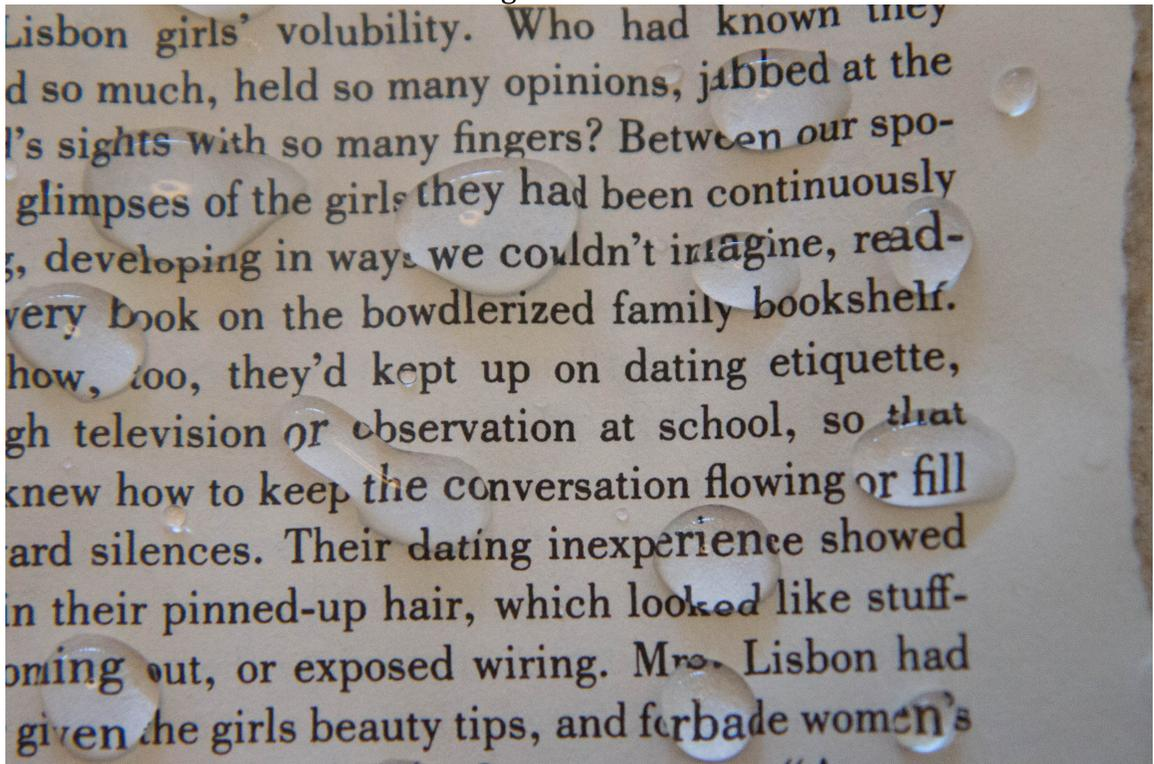 Lisbon girls' volubility. Who had known they
d so much, held so many opinions, jabbed at the
l's sights with so many fingers? Between our spo-
glimpses of the girls they had been continuously
g, developing in ways we couldn't imagine, read-
very book on the bowdlerized family bookshelf.
how, too, they'd kept up on dating etiquette,
gh television or observation at school, so that
knew how to keep the conversation flowing or fill
ard silences. Their dating inexperience showed
in their pinned-up hair, which looked like stuff-
oming out, or exposed wiring. Mrs. Lisbon had
given the girls beauty tips, and forbade women's